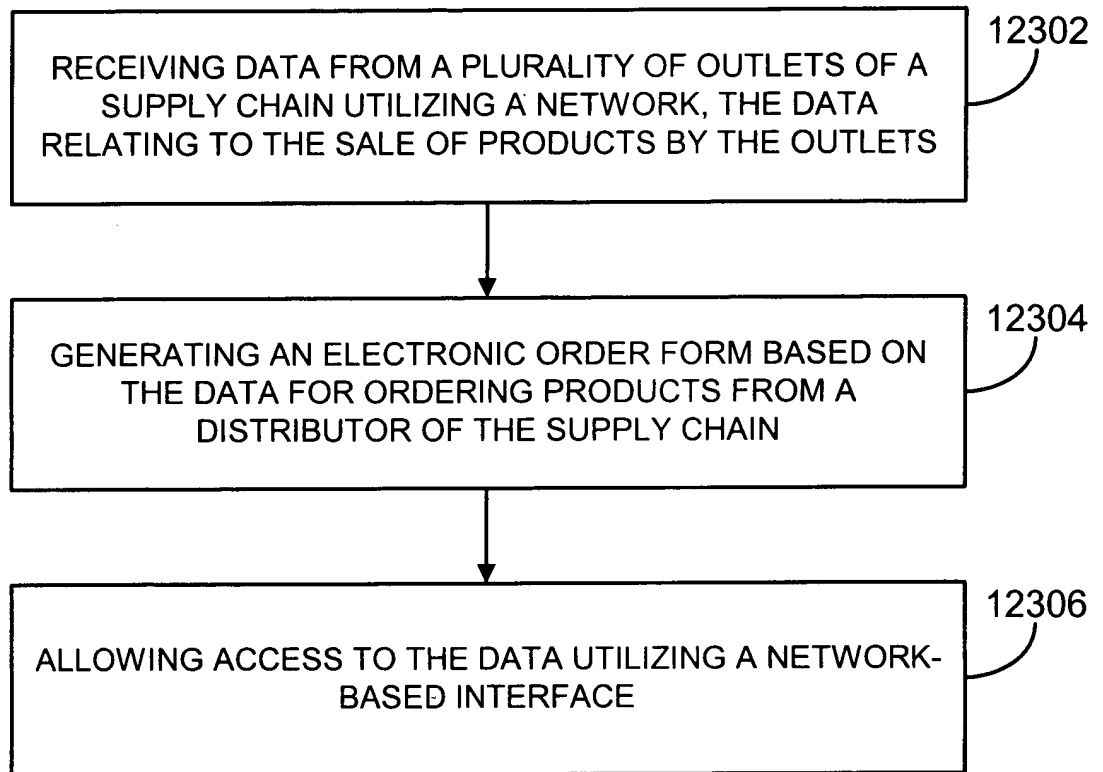 12302
RECEIVING DATA FROM A PLURALITY OF OUTLETS OF A
SUPPLY CHAIN UTILIZING A NETWORK, THE DATA
RELATING TO THE SALE OF PRODUCTS BY THE OUTLETS
12304
GENERATING AN ELECTRONIC ORDER FORM BASED ON
THE DATA FOR ORDERING PRODUCTS FROM A
DISTRIBUTOR OF THE SUPPLY CHAIN
12306
ALLOWING ACCESS TO THE DATA UTILIZING A NETWORK-
BASED INTERFACE